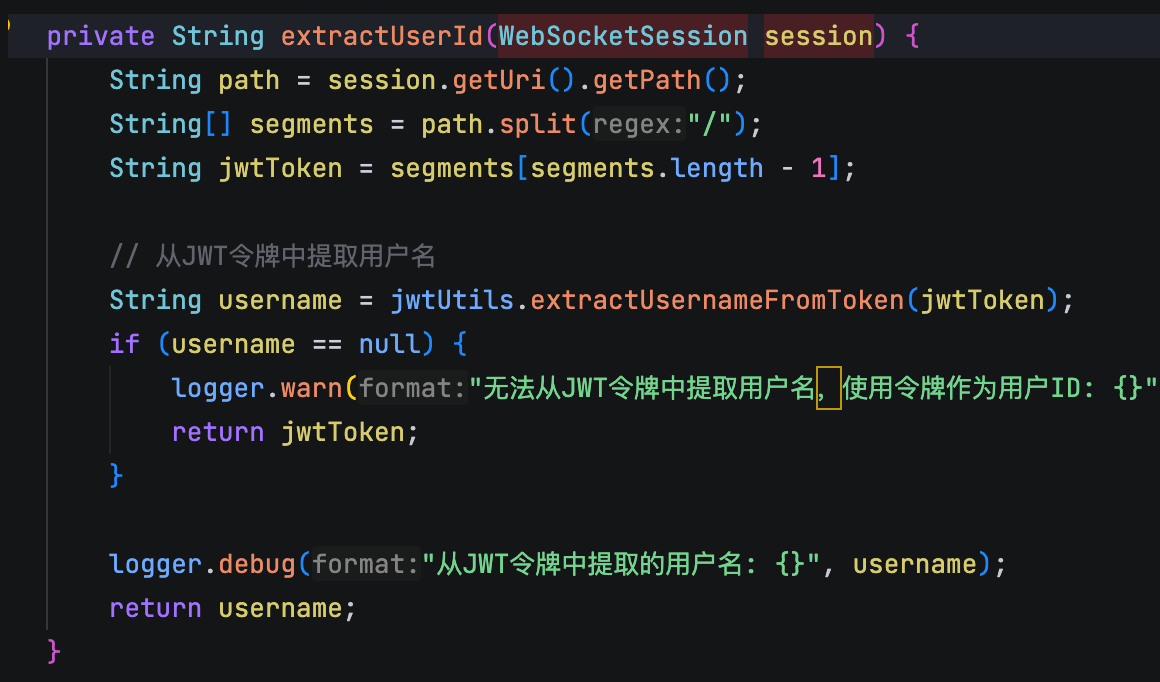 private String extractUserId(WebSocketSession session) {
String path = session.getUri().getPath();
String[] segments = path.split(regex:"/");
String jwtToken = segments[segments.length - 1];
// 从JWT令牌中提取用户名
String username = jwtUtils.extractUsernameFromToken(jwtToken);
if (username == null) {
logger.warn(format:"无法从JWT令牌中提取用户名，使用令牌作为用户ID: {}"
return jwtToken;
}
logger.debug(format:"从JWT令牌中提取的用户名: {}", username);
return username;
}